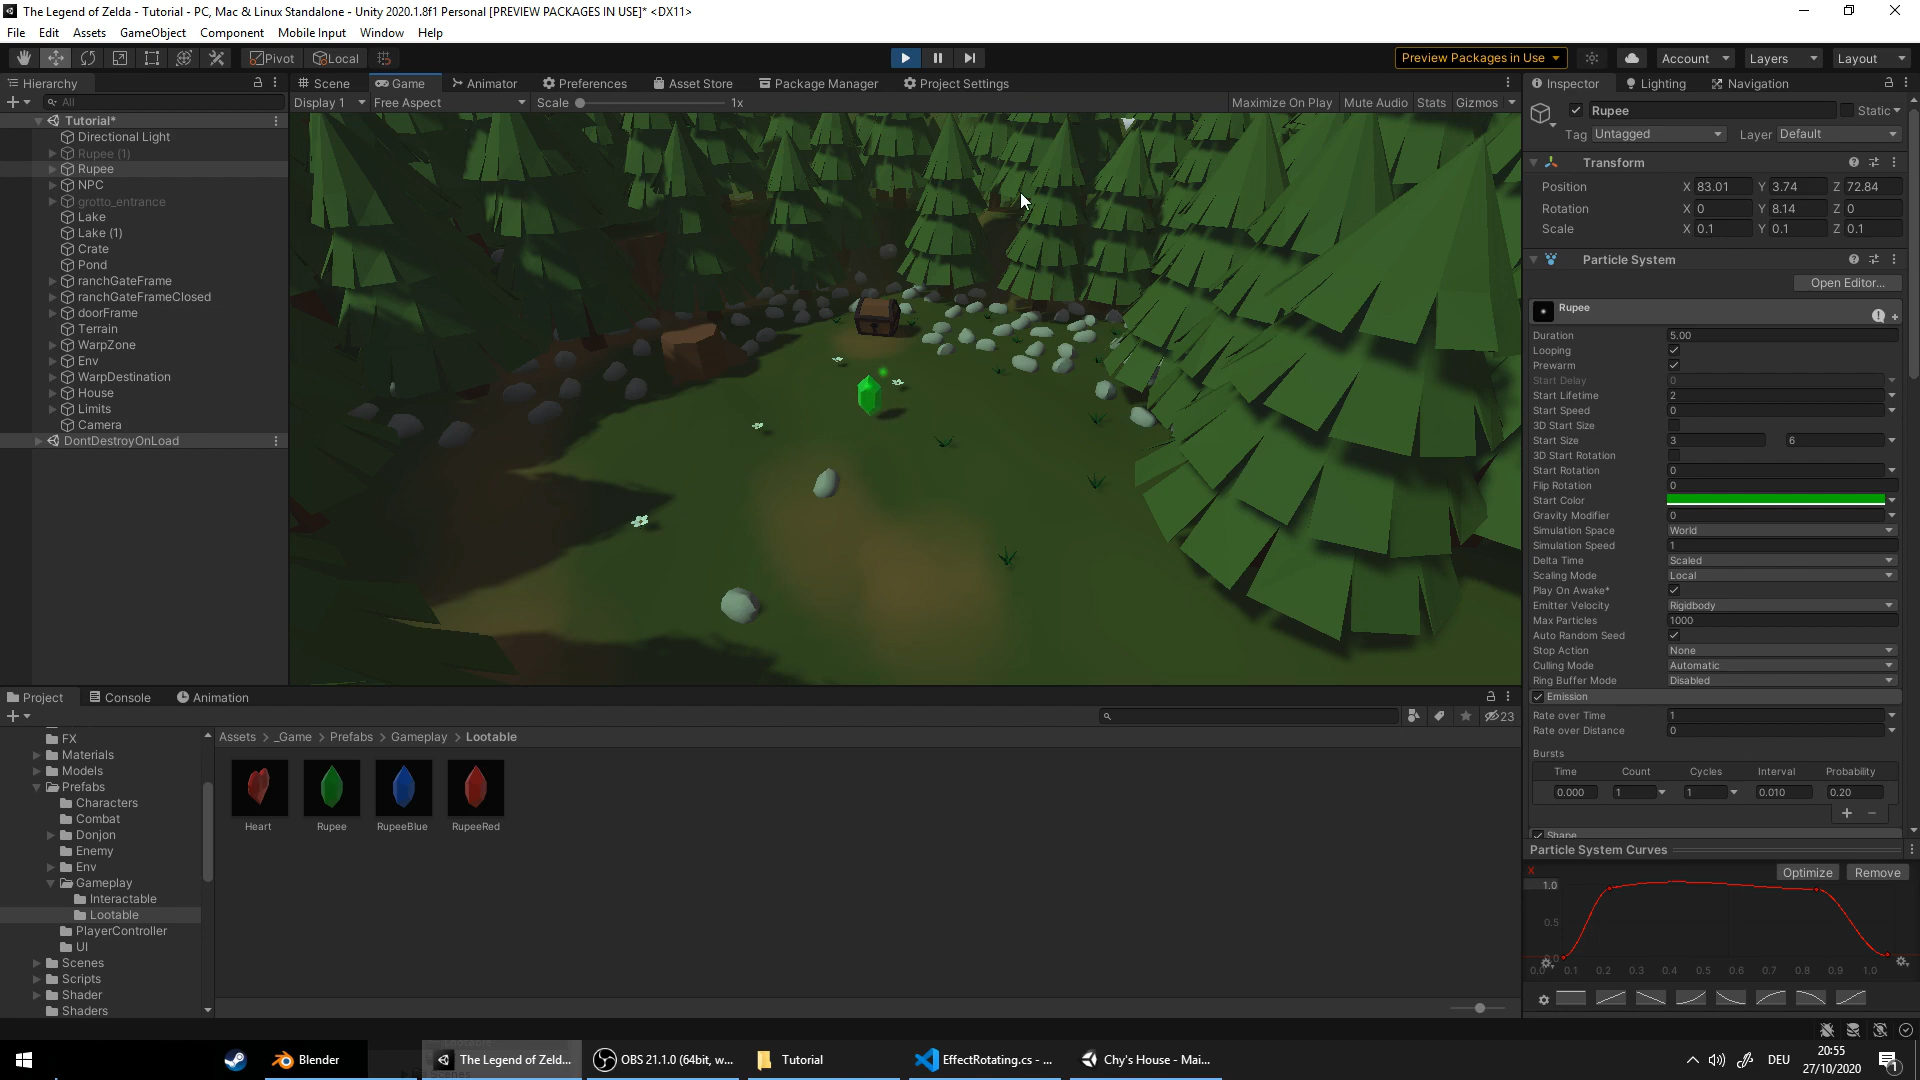 The Legend of Zelda - Tutorial - PC, Mac & Linux Standalone - Unity 2020.1.8f1 Personal [PREVIEW PACKAGES IN USE]* <DX11>
File Edit Assets GameObject Component Mobile Input Window Help
Pivot Local Preview Packages in Use Account Layers Layout
Hierarchy
All
Tutorial*
Directional Light
Rupee (1)
Rupee
NPC
grotto_entrance
Lake
Lake (1)
Crate
Pond
ranchGateFrame
ranchGateFrameClosed
doorFrame
Terrain
WarpZone
Env
WarpDestination
House
Limits
Camera
DontDestroyOnLoad
Scene Game Animator Preferences Asset Store Package Manager Project Settings
Display 1 Free Aspect Scale 1x Maximize On Play Mute Audio Stats Gizmos
Inspector Lighting Navigation
Rupee Static
Tag Untagged Layer Default
Transform
Position X 83.01 Y 3.74 Z 72.84
Rotation X 0 Y 8.14 Z 0
Scale X 0.1 Y 0.1 Z 0.1
Particle System
Open Editor...
Rupee
Duration 5.00
Looping
Prewarm
Start Delay 0
Start Lifetime 2
Start Speed 0
3D Start Size
Start Size 3 6
3D Start Rotation
Start Rotation 0
Flip Rotation 0
Start Color
Gravity Modifier 0
Simulation Space World
Simulation Speed 1
Delta Time Scaled
Scaling Mode Local
Play On Awake*
Emitter Velocity Rigidbody
Max Particles 1000
Auto Random Seed
Stop Action None
Culling Mode Automatic
Ring Buffer Mode Disabled
Emission
Rate over Time 1
Rate over Distance 0
Bursts
Time Count Cycles Interval Probability
0.000 1 1 0.010 0.20
Shape
Particle System Curves
Optimize Remove
X
1.0
0.5
0.0 0.1 0.2 0.3 0.4 0.5 0.6 0.7 0.8 0.9 1.0
Project Console Animation
23
FX
Materials
Models
Prefabs
Characters
Combat
Donjon
Enemy
Env
Gameplay
Interactable
Lootable
PlayerController
UI
Scenes
Scripts
Shader
Shaders
Assets > _Game > Prefabs > Gameplay > Lootable
Heart Rupee RupeeBlue RupeeRed
Blender The Legend of Zeld... OBS 21.1.0 (64bit, w... Tutorial EffectRotating.cs - ... Chy's House - Mai...
DEU 20:55
27/10/2020
1